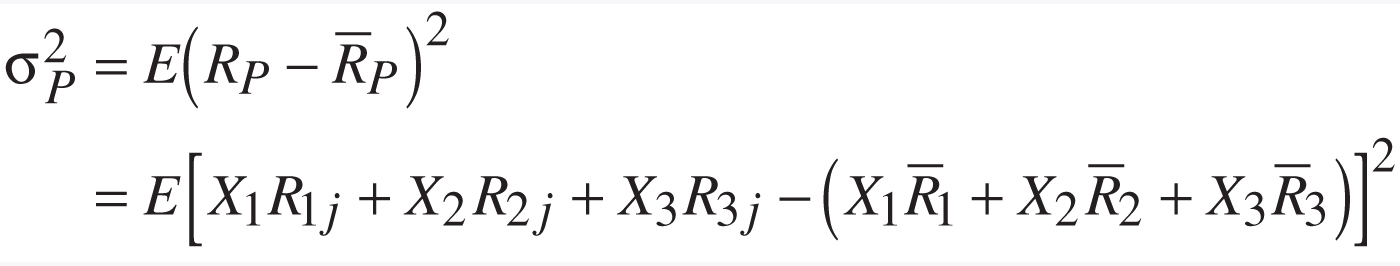 σ²_P = E(R_P − R̅_P)²
= E[X₁R₁ⱼ + X₂R₂ⱼ + X₃R₃ⱼ − (X₁R̅₁ + X₂R̅₂ + X₃R̅₃)]²